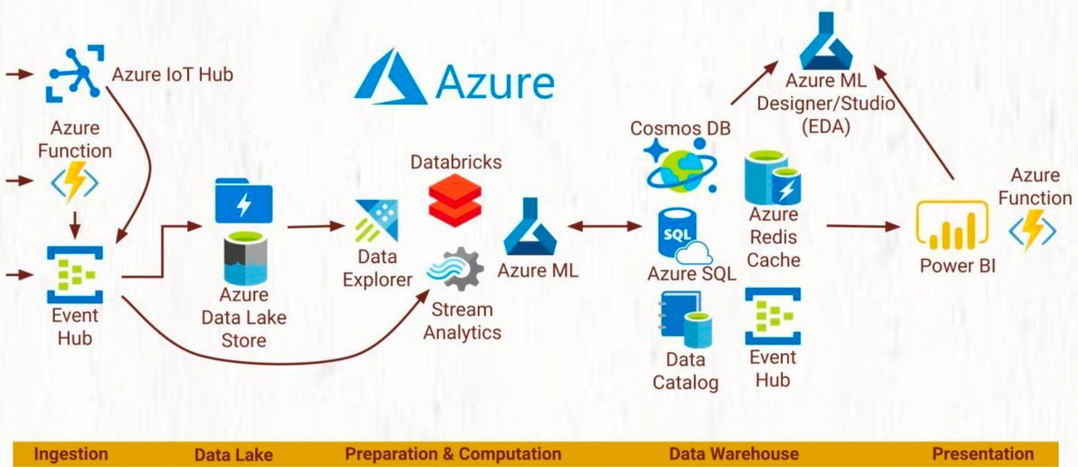 Azure IoT Hub
Azure
Function
Event
Hub
Azure
Data Lake
Store
Azure
Data
Explorer
Databricks
Stream
Analytics
Azure ML
Cosmos DB
SQL
Azure SQL
Data
Catalog
Azure
Redis
Cache
Event
Hub
Azure ML
Designer/Studio
(EDA)
Power BI
Azure
Function
Ingestion
Data Lake
Preparation & Computation
Data Warehouse
Presentation